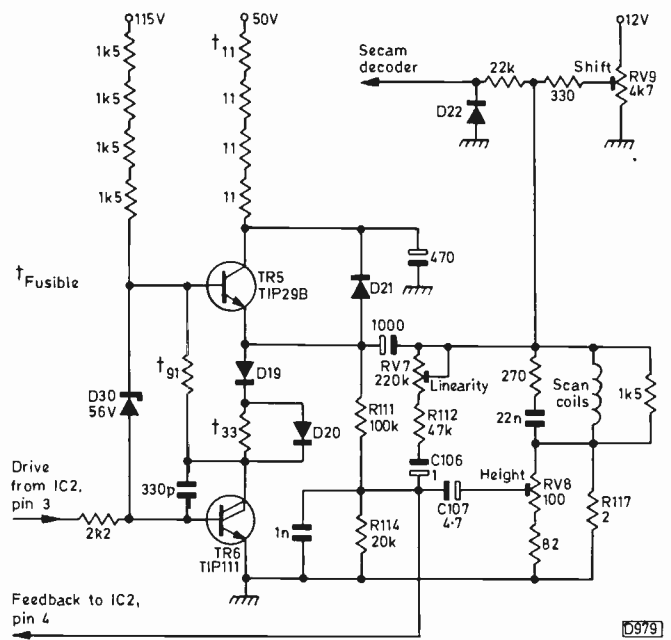 115V
50V
12V
1k5
1k5
1k5
1k5
†11
11
11
11
Secam
decoder
22k
Shift
330
RV9
4k7
D22
470
†Fusible
TR5
TIP29B
D21
1000
RV7
220k
Linearity
†91
D19
D30
56V
†33
D20
R111
100k
R112
47k
270
22n
Scan
coils
1k5
C106
1
Drive
from IC2,
pin 3
330p
Height
RV8
100
R117
2
2k2
TR6
TIP111
1n
R114
20k
C107
4·7
82
Feedback to IC2,
pin 4
D979